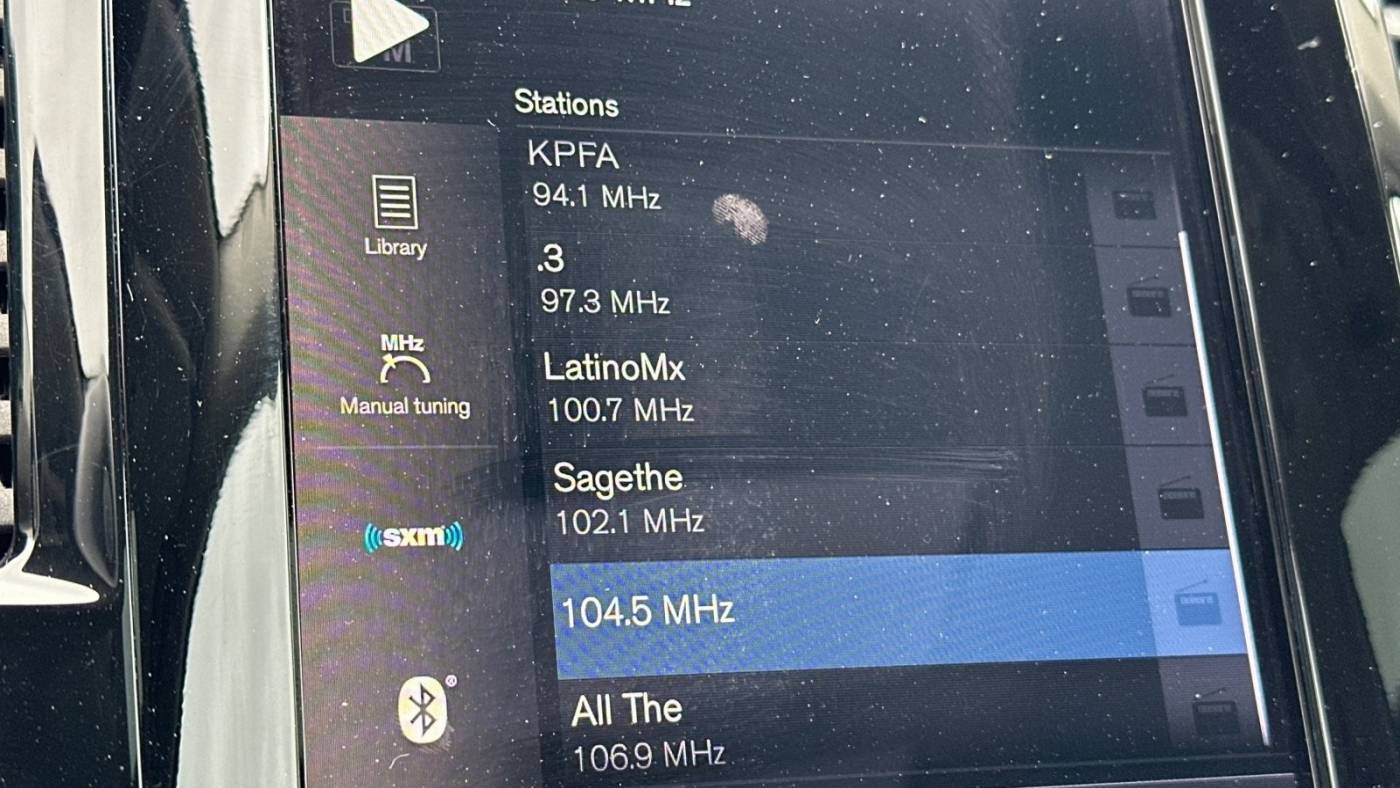 MHz
Stations
KPFA
94.1 MHz
Library
.3
97.3 MHz
MHz
Manual tuning
LatinoMx
100.7 MHz
Sagethe
102.1 MHz
sxm
104.5 MHz
All The
106.9 MHz